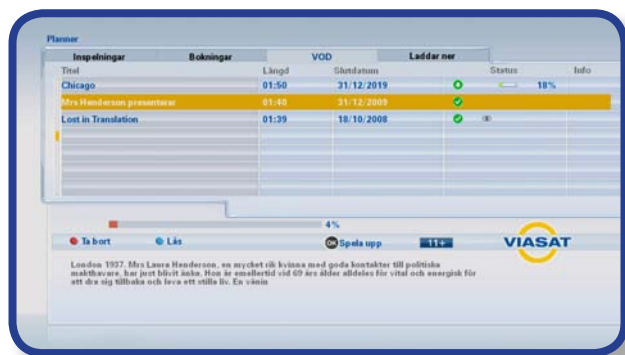 Planner
Inspelningar Bokningar VOD Laddar ner
Titel Längd Slutdatum Status Info
Chicago 01:50 31/12/2019 18%
Mrs Henderson presenterar 01:40 31/12/2009
Lost in Translation 01:39 18/10/2008
4%
Ta bort Lås OK Spela upp 11+ VIASAT
London 1937. Mrs Laura Henderson, en mycket rik kvinna med goda kontakter till politiska
makthavare, har just blivit änka. Hon är emellertid vid 69 års ålder alldeles för vital och energisk för
att dra sig tillbaka och leva ett stilla liv. En vänin